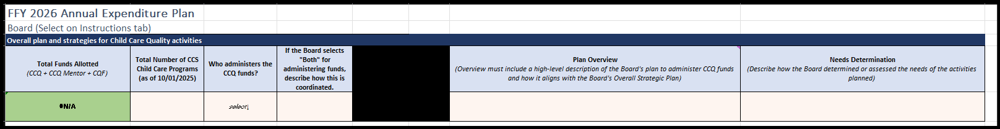 FFY 2026 Annual Expenditure Plan
Board (Select on Instructions tab)
Overall plan and strategies for Child Care Quality activities
Total Funds Allotted
(CCQ + CCQ Mentor + CQF)
Total Number of CCS
Child Care Programs
(as of 10/01/2025)
Who administers the
CCQ funds?
If the Board selects
"Both" for
administering funds,
describe how this is
coordinated.
Plan Overview
(Overview must include a high-level description of the Board's plan to administer CCQ funds
and how it aligns with the Board's Overall Strategic Plan)
Needs Determination
(Describe how the Board determined or assessed the needs of the activities
planned)
#N/A
select↓